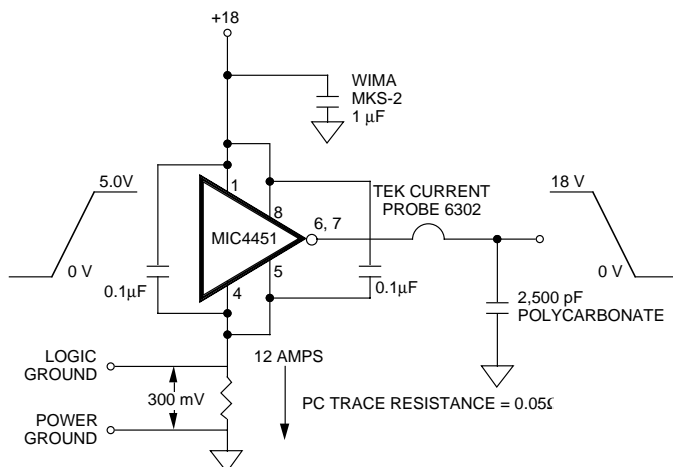 +18
WIMA
MKS-2
1 µF
5.0V
0 V
0.1µF
1
8
MIC4451
6, 7
5
4
0.1µF
TEK CURRENT
PROBE 6302
18 V
0 V
2,500 pF
POLYCARBONATE
LOGIC
GROUND
300 mV
POWER
GROUND
12 AMPS
PC TRACE RESISTANCE = 0.05Ω